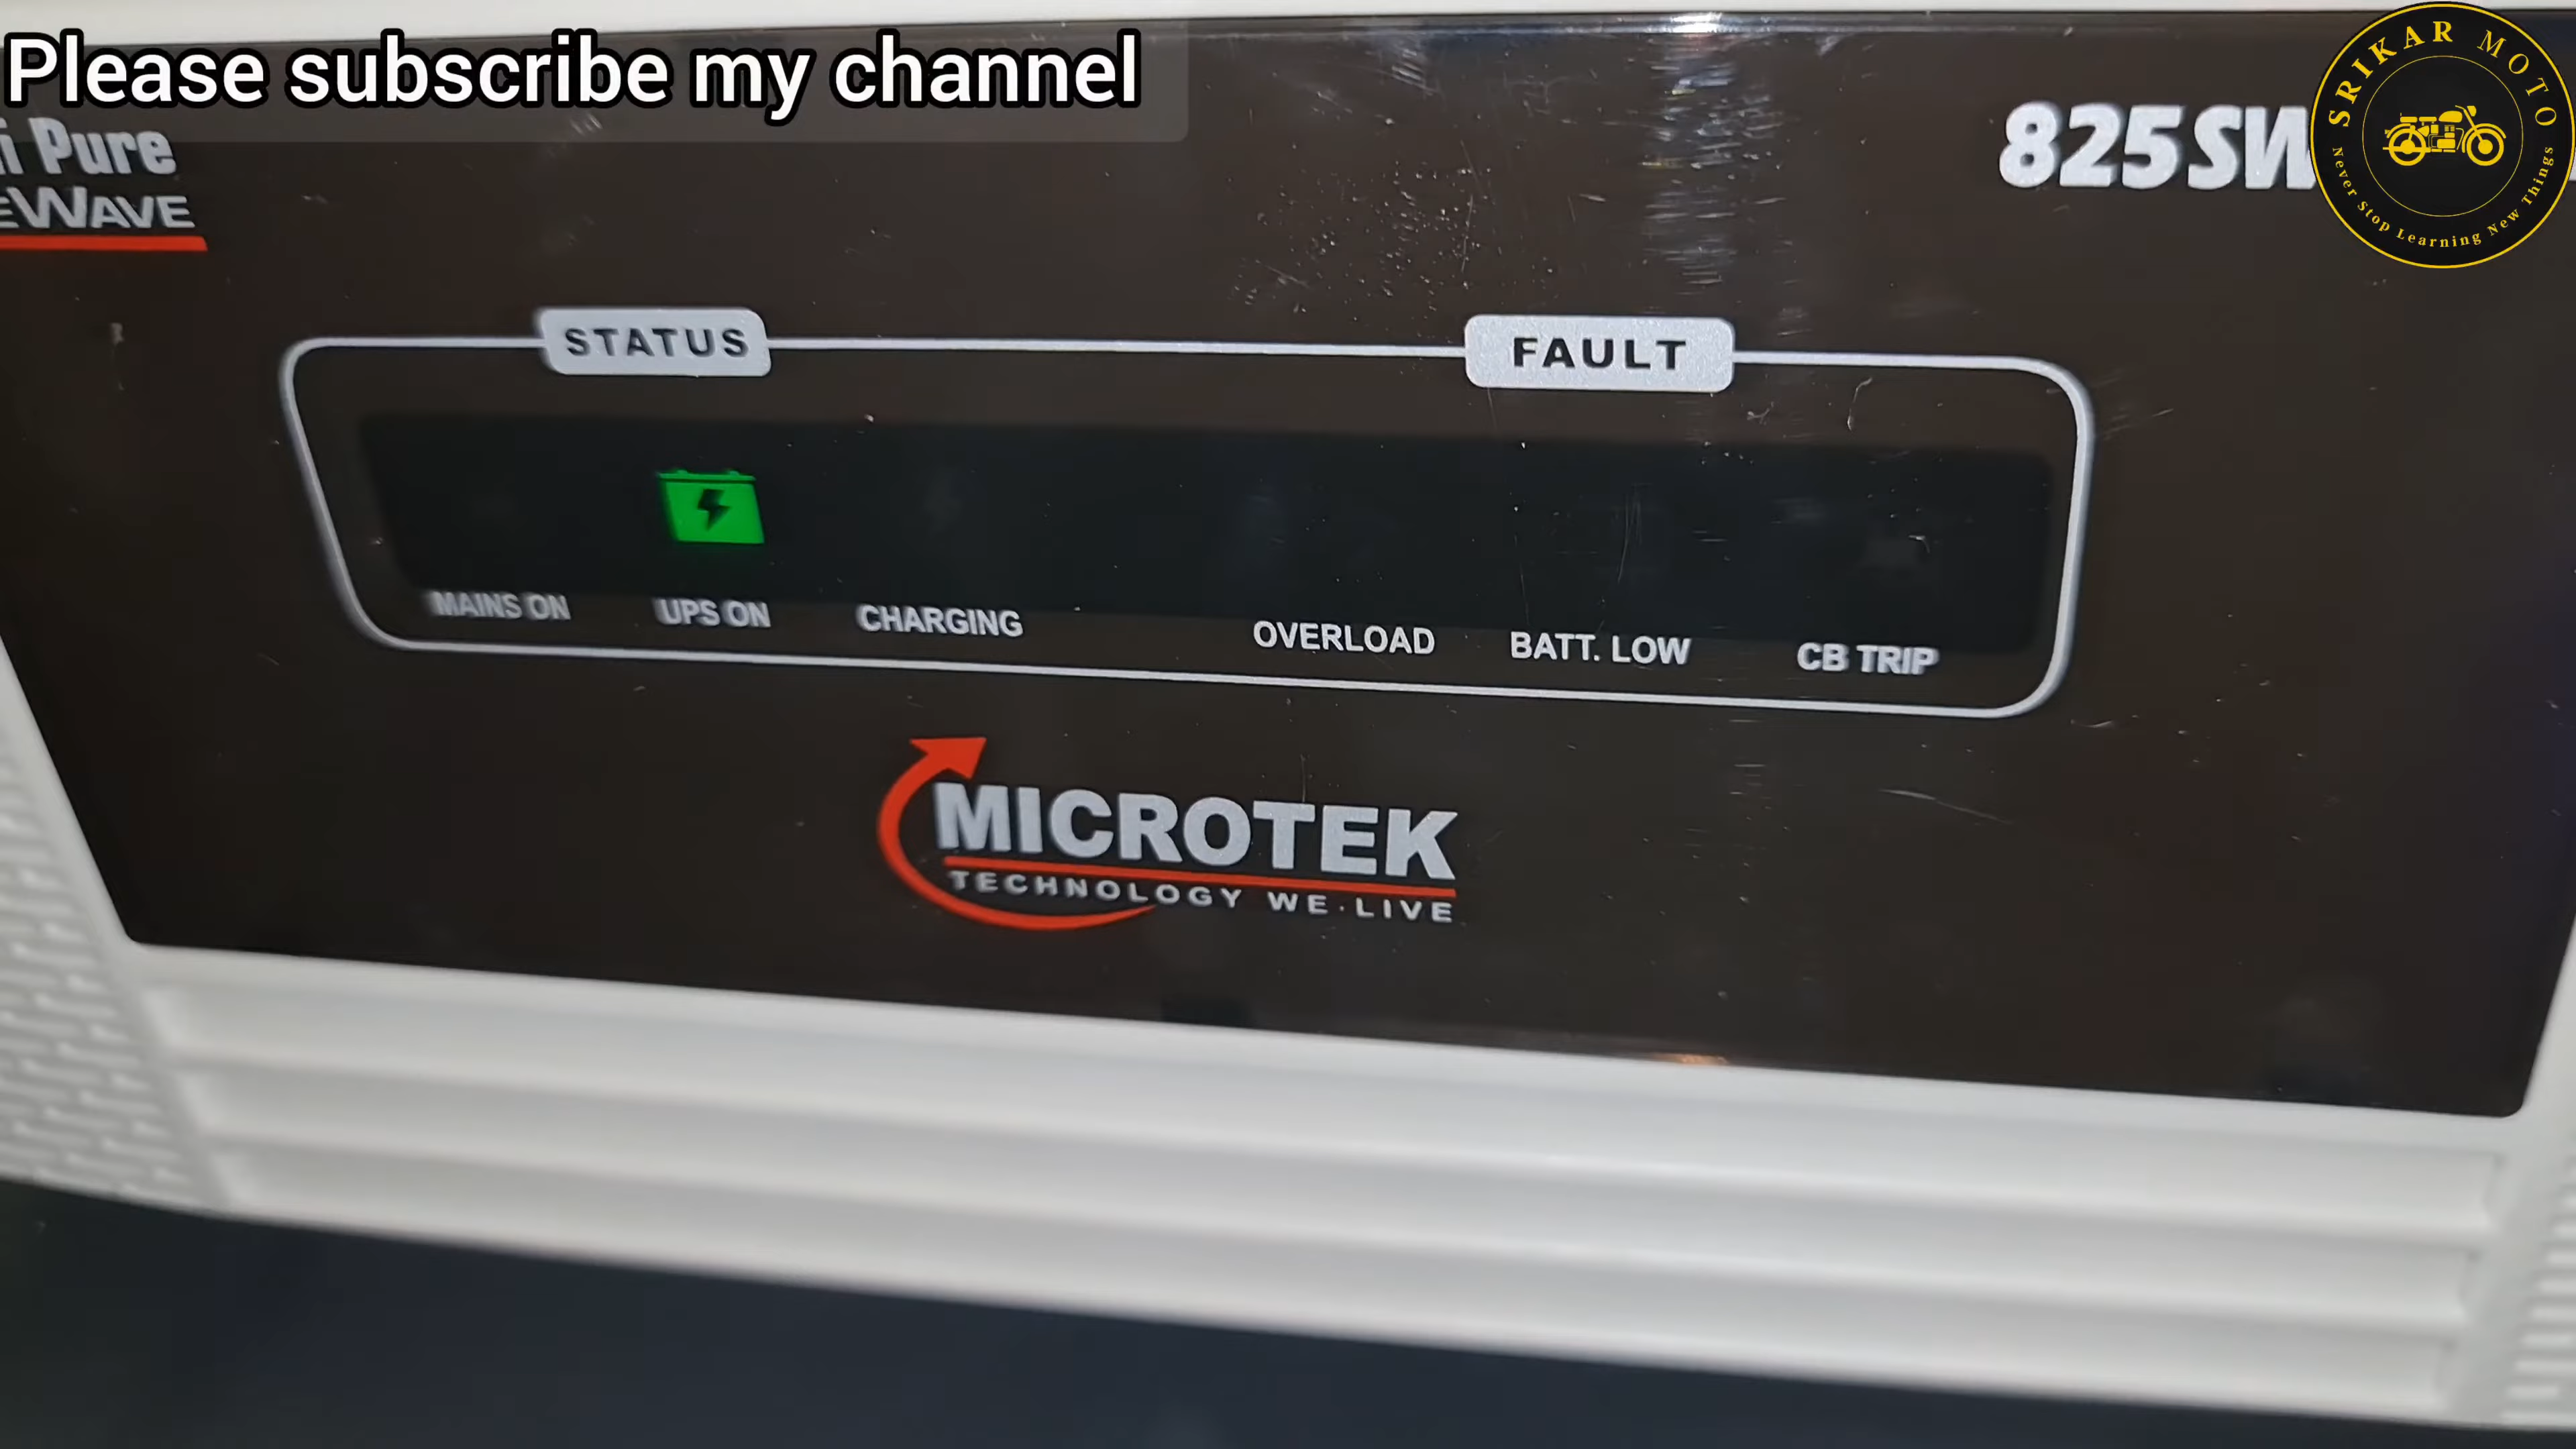 Please subscribe my channel
i Pure
eWAVE
825SW
SRIKAR MOTO
Never Stop Learning New Things
STATUS
FAULT
MAINS ON
UPS ON
CHARGING
OVERLOAD
BATT. LOW
CB TRIP
MICROTEK
TECHNOLOGY WE·LIVE